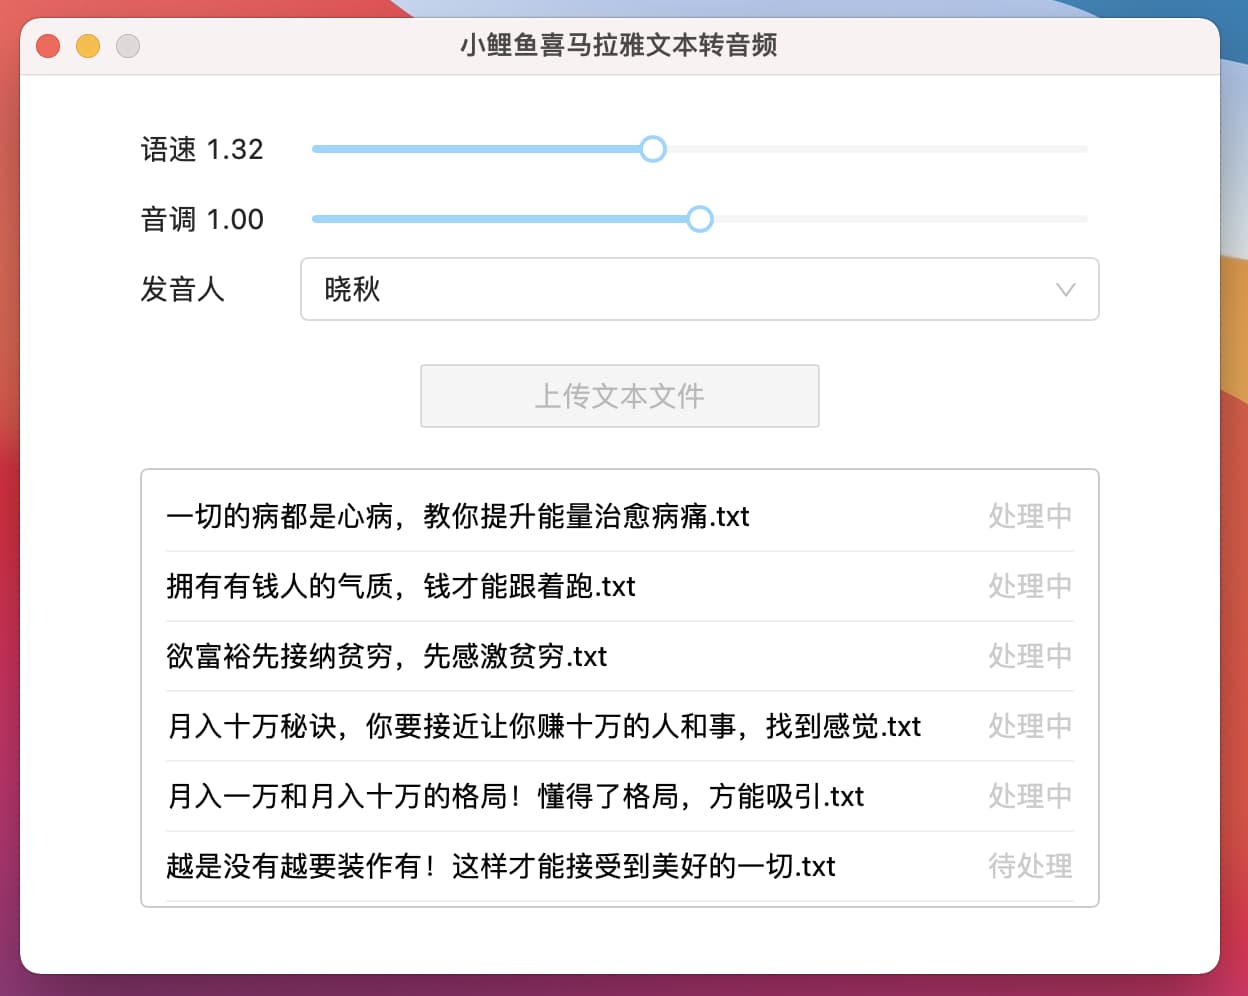 小鲤鱼喜马拉雅文本转音频
语速 1.32
音调 1.00
发音人 晓秋
上传文本文件
一切的病都是心病，教你提升能量治愈病痛.txt 处理中
拥有有钱人的气质，钱才能跟着跑.txt 处理中
欲富裕先接纳贫穷，先感激贫穷.txt 处理中
月入十万秘诀，你要接近让你赚十万的人和事，找到感觉.txt 处理中
月入一万和月入十万的格局！懂得了格局，方能吸引.txt 处理中
越是没有越要装作有！这样才能接受到美好的一切.txt 待处理